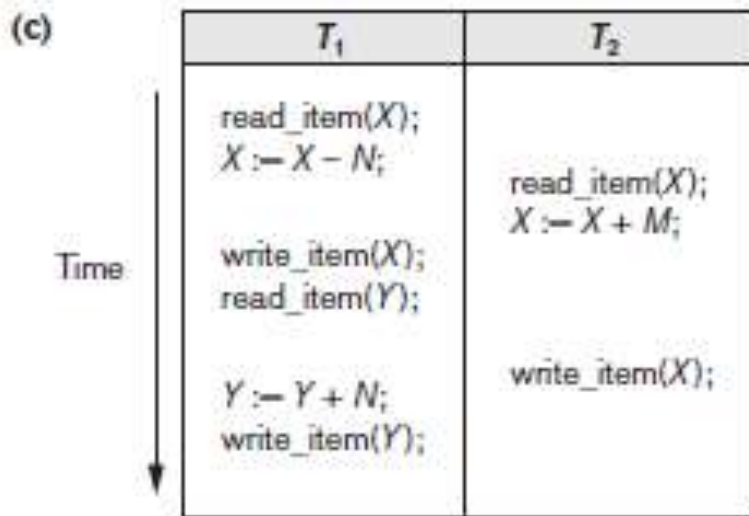 (c)
T₁ T₂
read_item(X);
X := X – N;
read_item(X);
X := X + M;
Time
write_item(X);
read_item(Y);
write_item(X);
Y := Y + N;
write_item(Y);